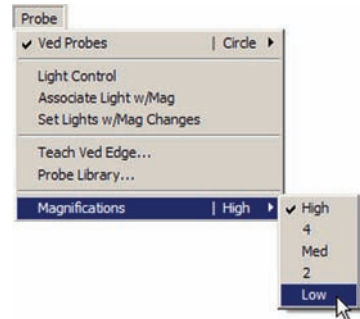 Probe
Ved Probes | Circle
Light Control
Associate Light w/Mag
Set Lights w/Mag Changes
Teach Ved Edge...
Probe Library...
Magnifications | High
High
4
Med
2
Low